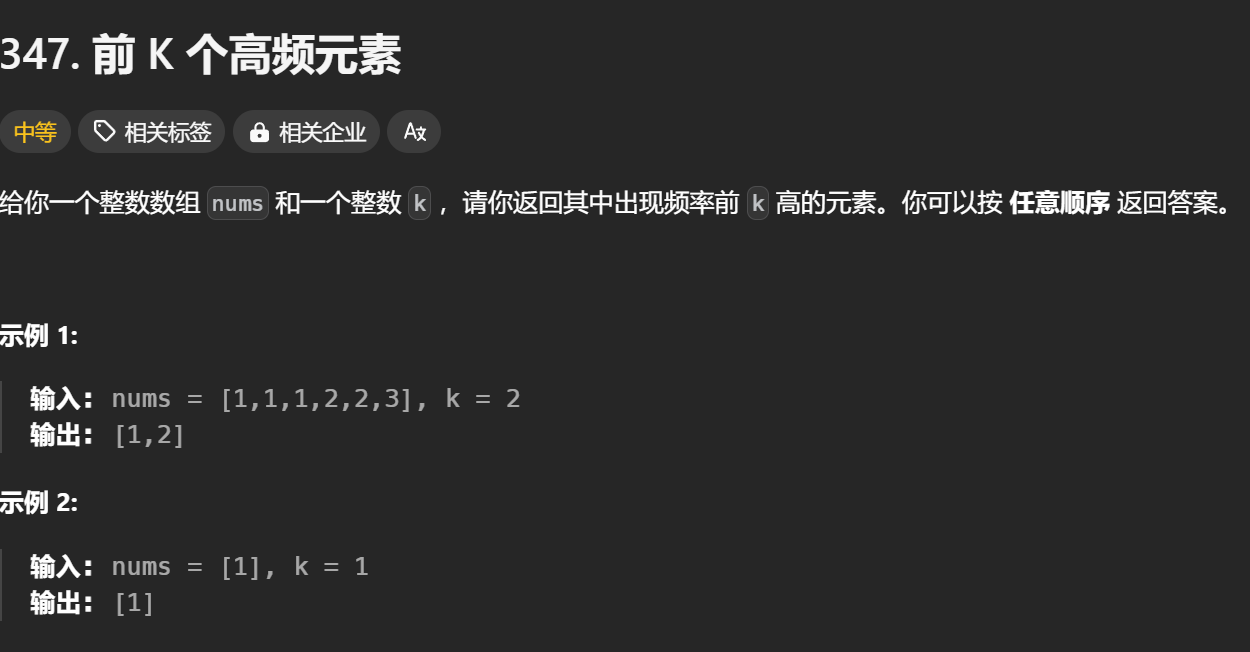 347. 前 K 个高频元素
中等 相关标签 相关企业 Aあ
给你一个整数数组 nums 和一个整数 k ，请你返回其中出现频率前 k 高的元素。你可以按 任意顺序 返回答案。
示例 1:
输入：nums = [1,1,1,2,2,3], k = 2
输出：[1,2]
示例 2:
输入：nums = [1], k = 1
输出：[1]